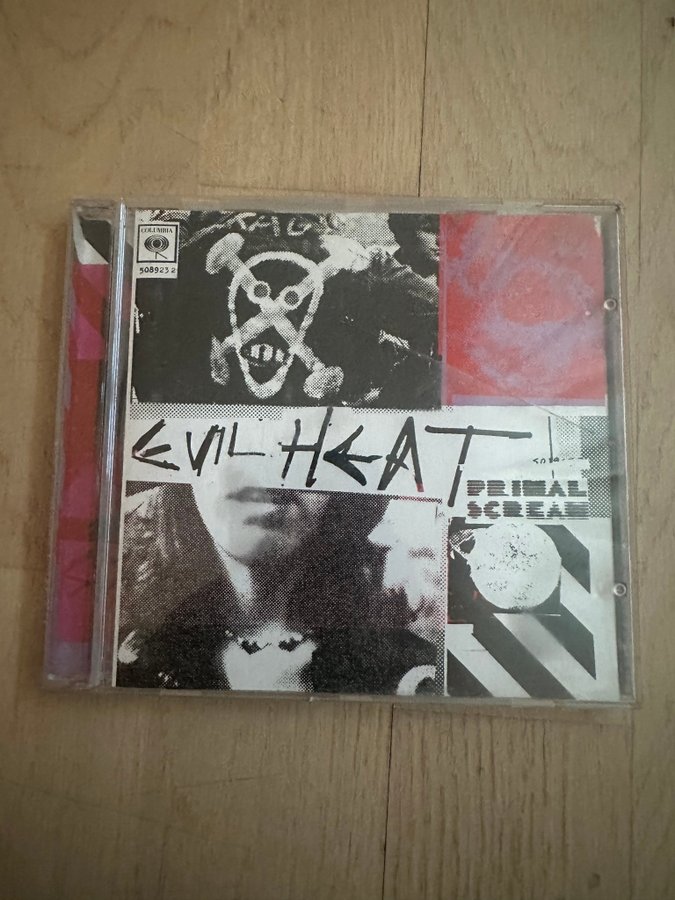 COLUMBIA
508923 2
EVIL HEAT
PRIMAL
SCREAM